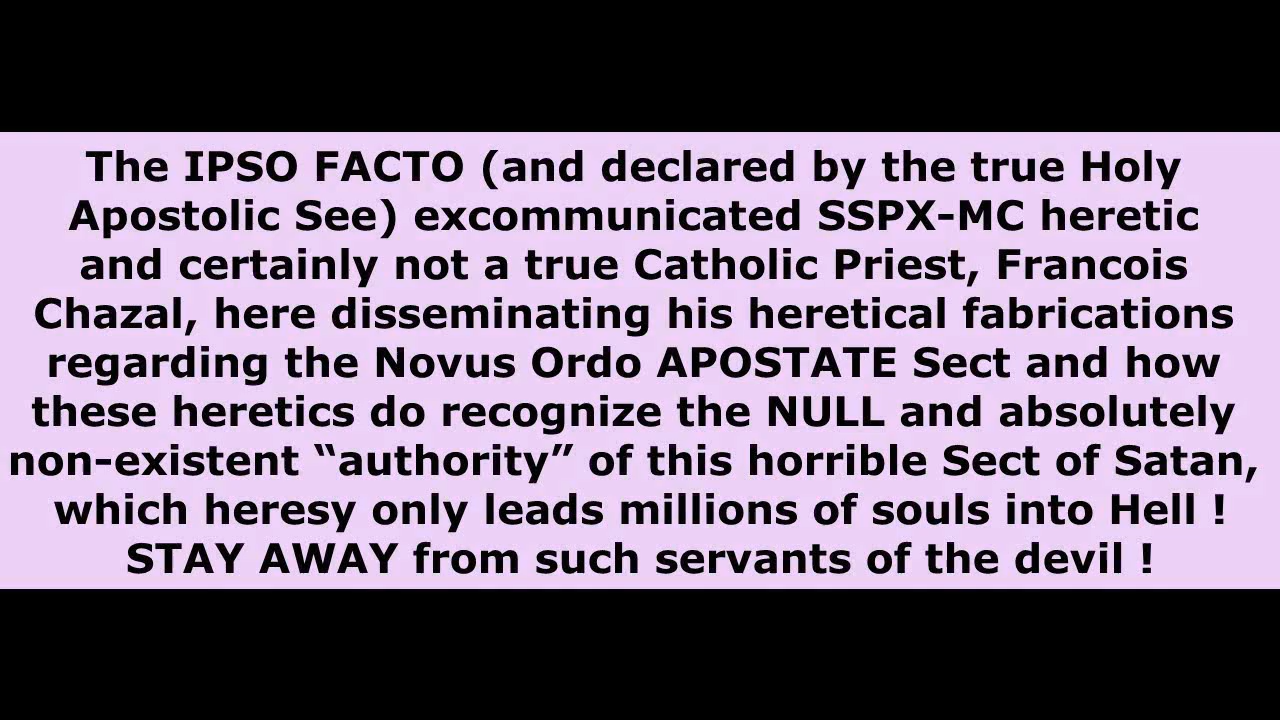 The IPSO FACTO (and declared by the true Holy
Apostolic See) excommunicated SSPX-MC heretic
and certainly not a true Catholic Priest, Francois
Chazal, here disseminating his heretical fabrications
regarding the Novus Ordo APOSTATE Sect and how
these heretics do recognize the NULL and absolutely
non-existent “authority” of this horrible Sect of Satan,
which heresy only leads millions of souls into Hell !
STAY AWAY from such servants of the devil !